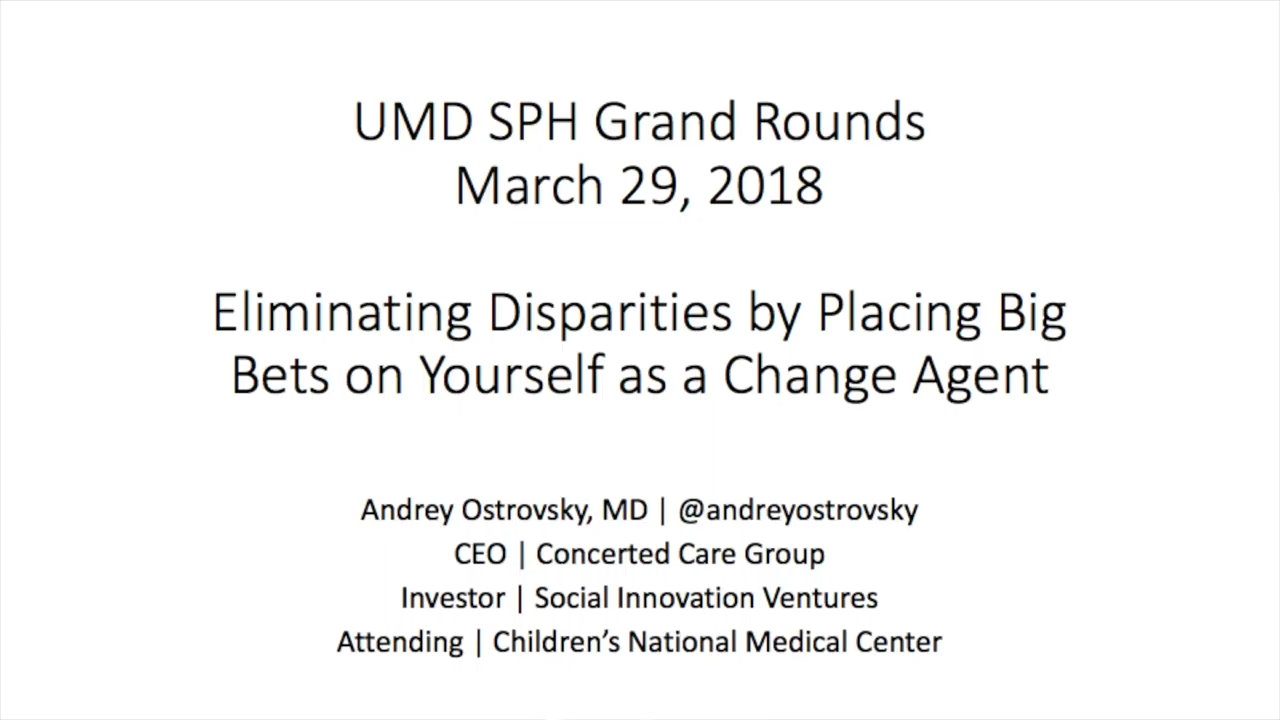 UMD SPH Grand Rounds
March 29, 2018
Eliminating Disparities by Placing Big
Bets on Yourself as a Change Agent
Andrey Ostrovsky, MD | @andreyostrovsky
CEO | Concerted Care Group
Investor | Social Innovation Ventures
Attending | Children’s National Medical Center